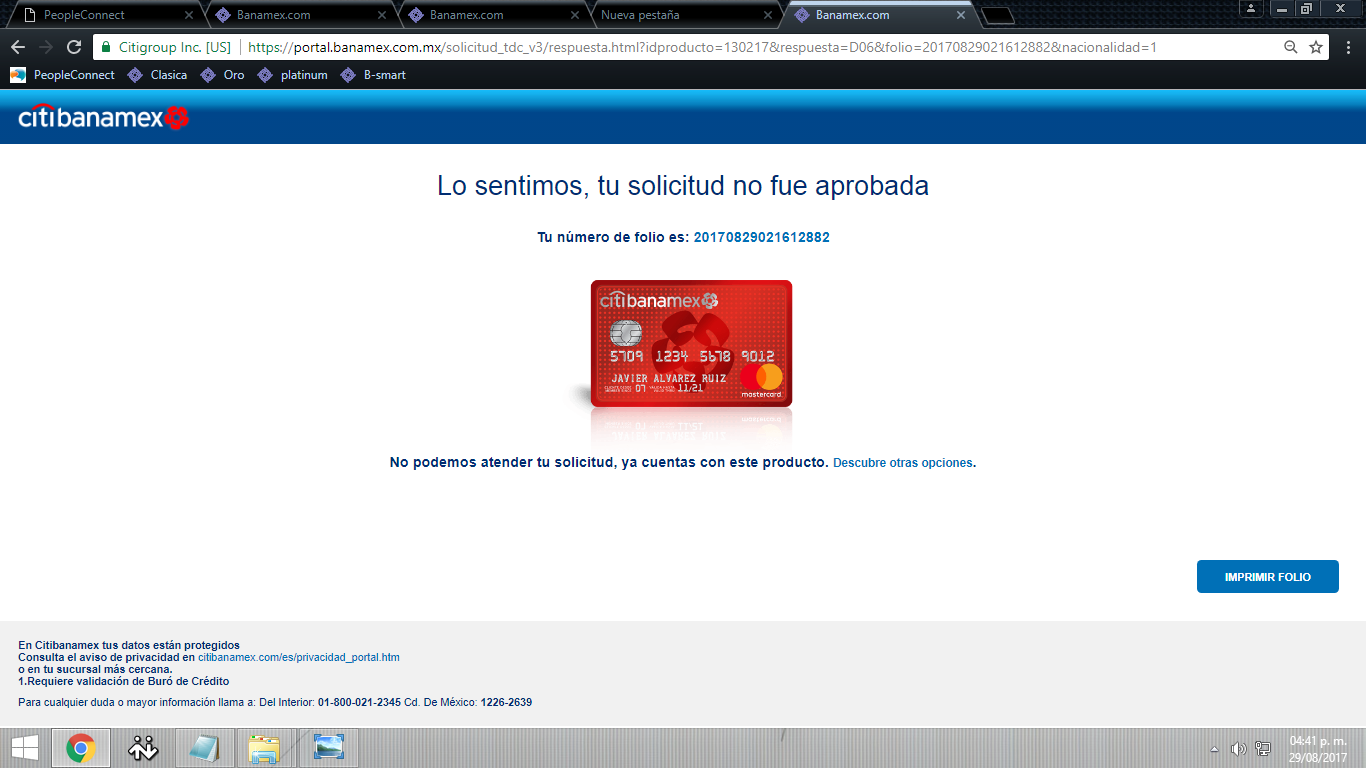 PeopleConnect Banamex.com Banamex.com Nueva pestaña Banamex.com
Citigroup Inc. [US] https://portal.banamex.com.mx/solicitud_tdc_v3/respuesta.html?idproducto=130217&respuesta=D06&folio=20170829021612882&nacionalidad=1
PeopleConnect Clasica Oro platinum B-smart
citibanamex
Lo sentimos, tu solicitud no fue aprobada
Tu número de folio es: 20170829021612882
citibanamex
5709 1234 5678 9012
JAVIER ALVAREZ RUIZ
07 11/21
mastercard
No podemos atender tu solicitud, ya cuentas con este producto. Descubre otras opciones.
IMPRIMIR FOLIO
En Citibanamex tus datos están protegidos
Consulta el aviso de privacidad en citibanamex.com/es/privacidad_portal.htm
o en tu sucursal más cercana.
1.Requiere validación de Buró de Crédito
Para cualquier duda o mayor información llama a: Del Interior: 01-800-021-2345 Cd. De México: 1226-2639
04:41 p. m.
29/08/2017